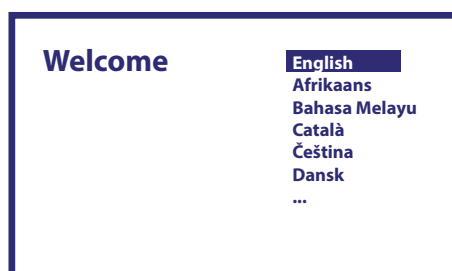 Welcome
English
Afrikaans
Bahasa Melayu
Català
Čeština
Dansk
...